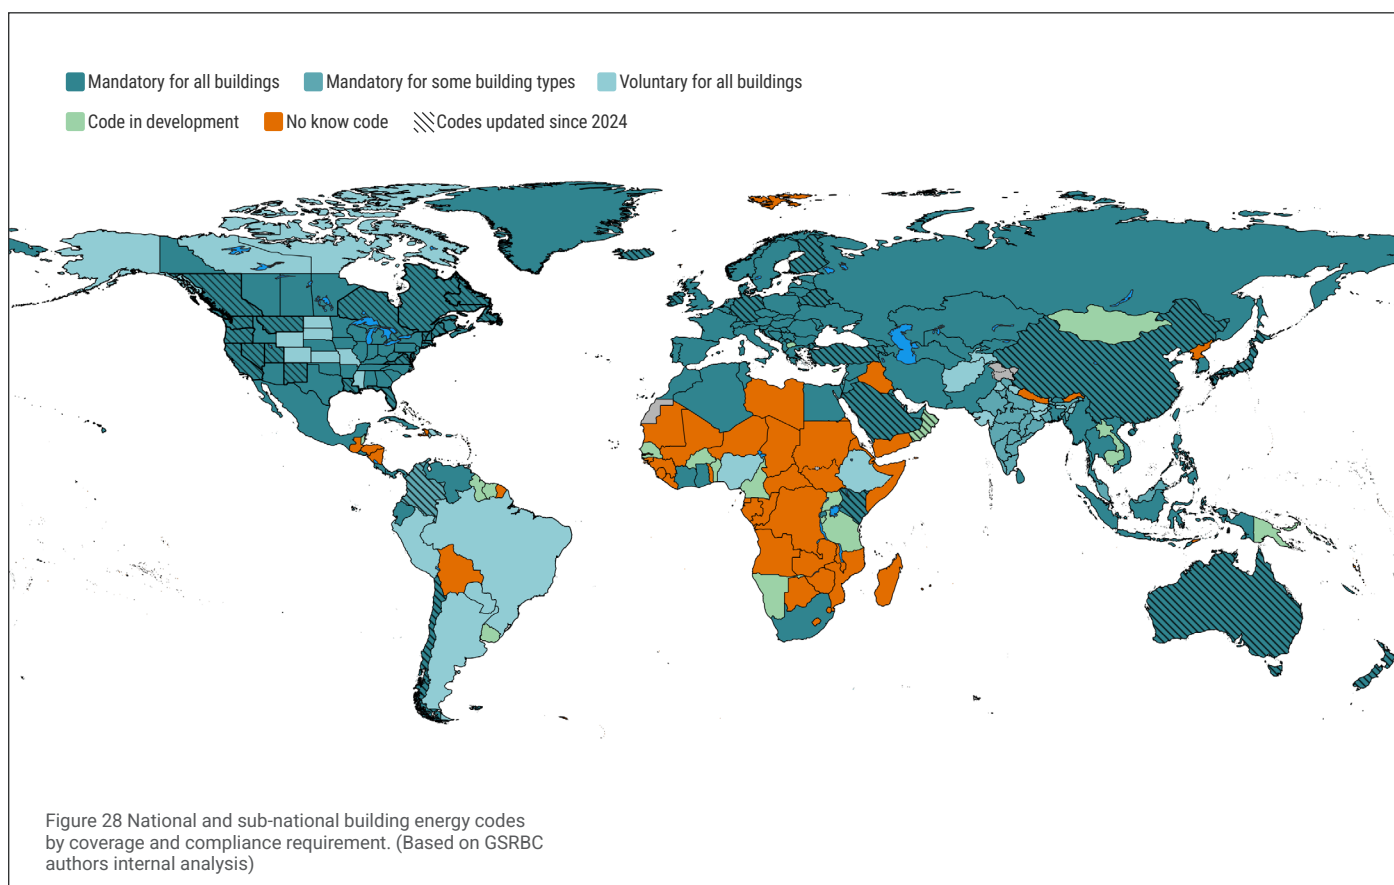 Mandatory for all buildings Mandatory for some building types Voluntary for all buildings
Code in development No know code Codes updated since 2024
Figure 28 National and sub-national building energy codes
by coverage and compliance requirement. (Based on GSRBC
authors internal analysis)